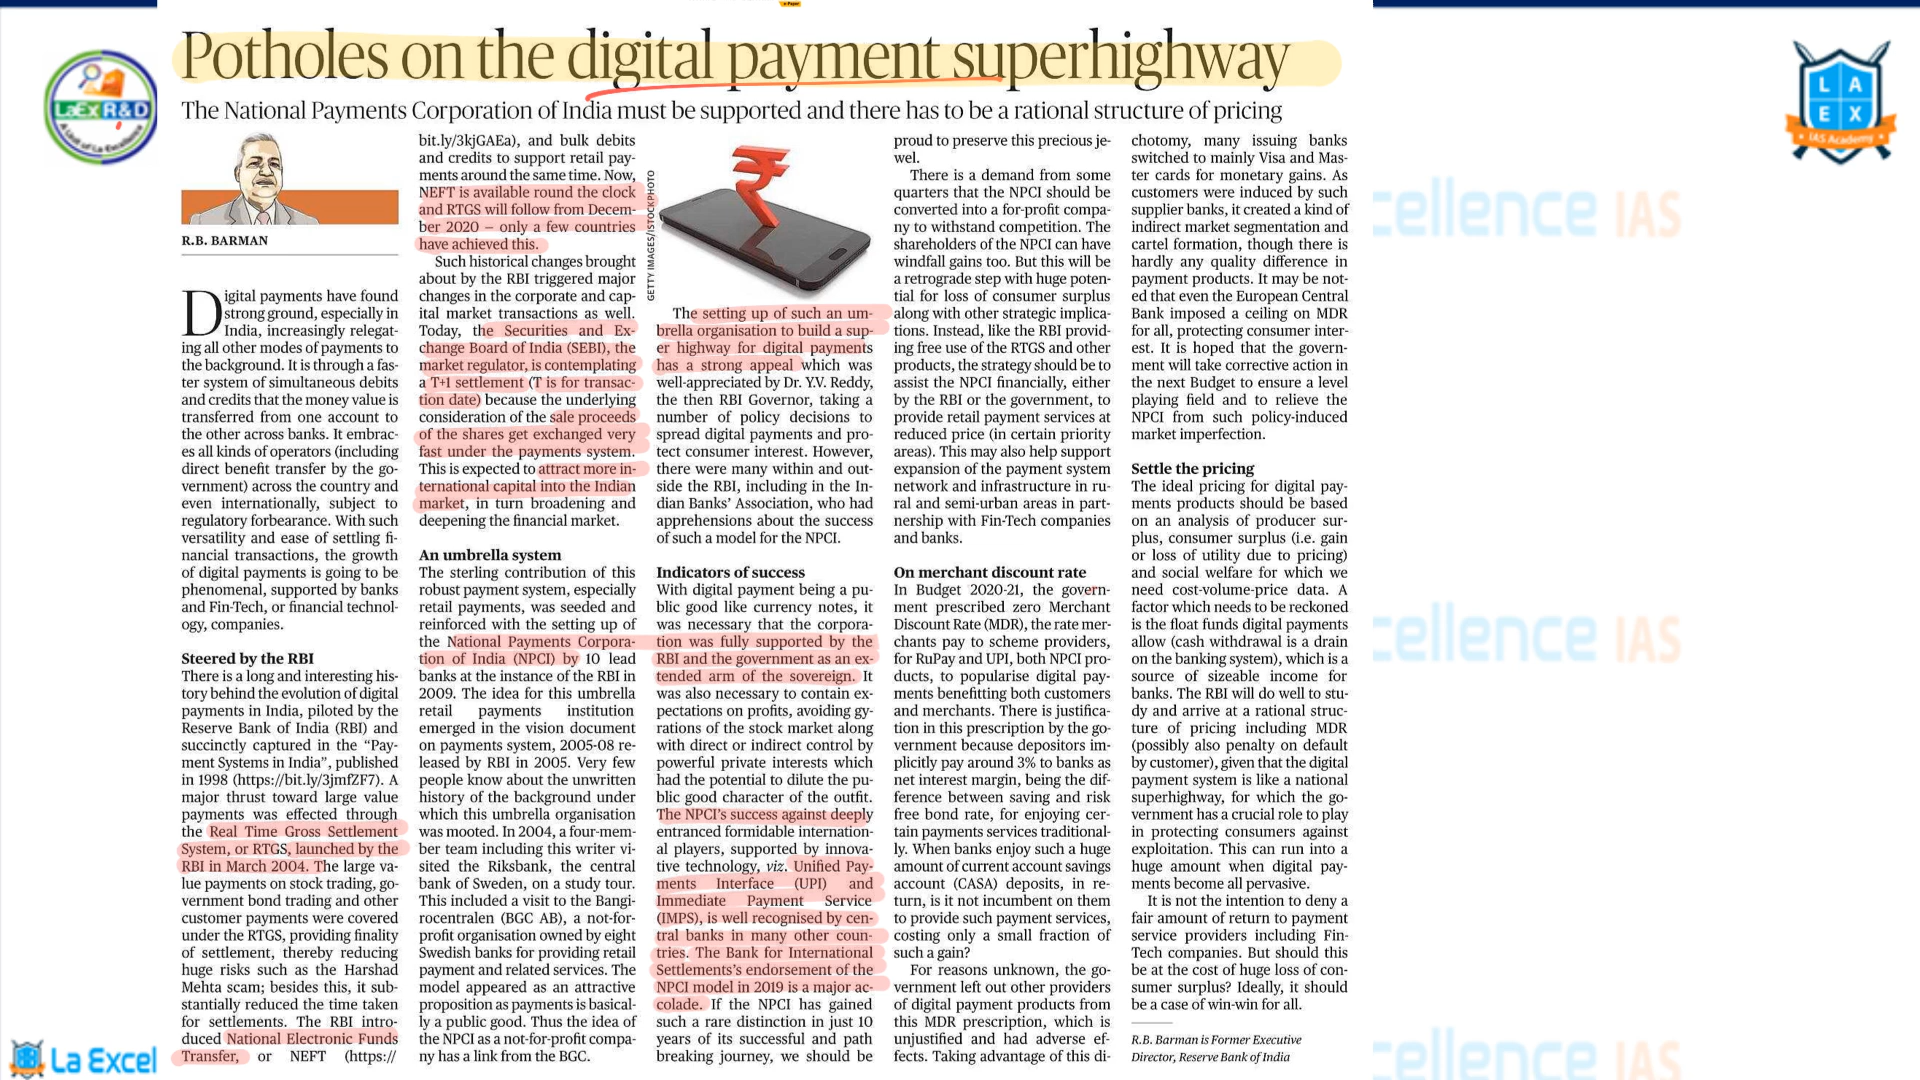 e-Paper
Potholes on the digital payment superhighway
The National Payments Corporation of India must be supported and there has to be a rational structure of pricing
LaEx R&D
A Unit of La Excellence
R.B. BARMAN
Digital payments have found
strong ground, especially in
India, increasingly relegat-
ing all other modes of payments to
the background. It is through a fas-
ter system of simultaneous debits
and credits that the money value is
transferred from one account to
the other across banks. It embrac-
es all kinds of operators (including
direct benefit transfer by the go-
vernment) across the country and
even internationally, subject to
regulatory forbearance. With such
versatility and ease of settling fi-
nancial transactions, the growth
of digital payments is going to be
phenomenal, supported by banks
and Fin-Tech, or financial technol-
ogy, companies.
Steered by the RBI
There is a long and interesting his-
tory behind the evolution of digital
payments in India, piloted by the
Reserve Bank of India (RBI) and
succinctly captured in the “Pay-
ment Systems in India”, published
in 1998 (https://bit.ly/3jmfZF7). A
major thrust toward large value
payments was effected through
the Real Time Gross Settlement
System, or RTGS, launched by the
RBI in March 2004. The large va-
lue payments on stock trading, go-
vernment bond trading and other
customer payments were covered
under the RTGS, providing finality
of settlement, thereby reducing
huge risks such as the Harshad
Mehta scam; besides this, it sub-
stantially reduced the time taken
for settlements. The RBI intro-
duced National Electronic Funds
Transfer, or NEFT (https://
bit.ly/3kjGAEa), and bulk debits
and credits to support retail pay-
ments around the same time. Now,
NEFT is available round the clock
and RTGS will follow from Decem-
ber 2020 – only a few countries
have achieved this.
Such historical changes brought
about by the RBI triggered major
changes in the corporate and cap-
ital market transactions as well.
Today, the Securities and Ex-
change Board of India (SEBI), the
market regulator, is contemplating
a T+1 settlement (T is for transac-
tion date) because the underlying
consideration of the sale proceeds
of the shares get exchanged very
fast under the payments system.
This is expected to attract more in-
ternational capital into the Indian
market, in turn broadening and
deepening the financial market.
An umbrella system
The sterling contribution of this
robust payment system, especially
retail payments, was seeded and
reinforced with the setting up of
the National Payments Corpora-
tion of India (NPCI) by 10 lead
banks at the instance of the RBI in
2009. The idea for this umbrella
retail payments institution
emerged in the vision document
on payments system, 2005-08 re-
leased by RBI in 2005. Very few
people know about the unwritten
history of the background under
which this umbrella organisation
was mooted. In 2004, a four-mem-
ber team including this writer vi-
sited the Riksbank, the central
bank of Sweden, on a study tour.
This included a visit to the Bangi-
rocentralen (BGC AB), a not-for-
profit organisation owned by eight
Swedish banks for providing retail
payment and related services. The
model appeared as an attractive
proposition as payments is basical-
ly a public good. Thus the idea of
the NPCI as a not-for-profit compa-
ny has a link from the BGC.
GETTY IMAGES/ISTOCKPHOTO
The setting up of such an um-
brella organisation to build a sup-
er highway for digital payments
has a strong appeal which was
well-appreciated by Dr. Y.V. Reddy,
the then RBI Governor, taking a
number of policy decisions to
spread digital payments and pro-
tect consumer interest. However,
there were many within and out-
side the RBI, including in the In-
dian Banks’ Association, who had
apprehensions about the success
of such a model for the NPCI.
Indicators of success
With digital payment being a pu-
blic good like currency notes, it
was necessary that the corpora-
tion was fully supported by the
RBI and the government as an ex-
tended arm of the sovereign. It
was also necessary to contain ex-
pectations on profits, avoiding gy-
rations of the stock market along
with direct or indirect control by
powerful private interests which
had the potential to dilute the pu-
blic good character of the outfit.
The NPCI’s success against deeply
entranced formidable internation-
al players, supported by innova-
tive technology, viz. Unified Pay-
ments Interface (UPI) and
Immediate Payment Service
(IMPS), is well recognised by cen-
tral banks in many other coun-
tries. The Bank for International
Settlements’s endorsement of the
NPCI model in 2019 is a major ac-
colade. If the NPCI has gained
such a rare distinction in just 10
years of its successful and path
breaking journey, we should be
proud to preserve this precious je-
wel.
There is a demand from some
quarters that the NPCI should be
converted into a for-profit compa-
ny to withstand competition. The
shareholders of the NPCI can have
windfall gains too. But this will be
a retrograde step with huge poten-
tial for loss of consumer surplus
along with other strategic implica-
tions. Instead, like the RBI provid-
ing free use of the RTGS and other
products, the strategy should be to
assist the NPCI financially, either
by the RBI or the government, to
provide retail payment services at
reduced price (in certain priority
areas). This may also help support
expansion of the payment system
network and infrastructure in ru-
ral and semi-urban areas in part-
nership with Fin-Tech companies
and banks.
On merchant discount rate
In Budget 2020-21, the govern-
ment prescribed zero Merchant
Discount Rate (MDR), the rate mer-
chants pay to scheme providers,
for RuPay and UPI, both NPCI pro-
ducts, to popularise digital pay-
ments benefitting both customers
and merchants. There is justifica-
tion in this prescription by the go-
vernment because depositors im-
plicitly pay around 3% to banks as
net interest margin, being the dif-
ference between saving and risk
free bond rate, for enjoying cer-
tain payments services traditional-
ly. When banks enjoy such a huge
amount of current account savings
account (CASA) deposits, in re-
turn, is it not incumbent on them
to provide such payment services,
costing only a small fraction of
such a gain?
For reasons unknown, the go-
vernment left out other providers
of digital payment products from
this MDR prescription, which is
unjustified and had adverse ef-
fects. Taking advantage of this di-
chotomy, many issuing banks
switched to mainly Visa and Mas-
ter cards for monetary gains. As
customers were induced by such
supplier banks, it created a kind of
indirect market segmentation and
cartel formation, though there is
hardly any quality difference in
payment products. It may be not-
ed that even the European Central
Bank imposed a ceiling on MDR
for all, protecting consumer inter-
est. It is hoped that the govern-
ment will take corrective action in
the next Budget to ensure a level
playing field and to relieve the
NPCI from such policy-induced
market imperfection.
Settle the pricing
The ideal pricing for digital pay-
ments products should be based
on an analysis of producer sur-
plus, consumer surplus (i.e. gain
or loss of utility due to pricing)
and social welfare for which we
need cost-volume-price data. A
factor which needs to be reckoned
is the float funds digital payments
allow (cash withdrawal is a drain
on the banking system), which is a
source of sizeable income for
banks. The RBI will do well to stu-
dy and arrive at a rational struc-
ture of pricing including MDR
(possibly also penalty on default
by customer), given that the digital
payment system is like a national
superhighway, for which the go-
vernment has a crucial role to play
in protecting consumers against
exploitation. This can run into a
huge amount when digital pay-
ments become all pervasive.
It is not the intention to deny a
fair amount of return to payment
service providers including Fin-
Tech companies. But should this
be at the cost of huge loss of con-
sumer surplus? Ideally, it should
be a case of win-win for all.
R.B. Barman is Former Executive
Director, Reserve Bank of India
LA
EX
IAS Academy
cellence IAS
cellence IAS
cellence IAS
La Excel